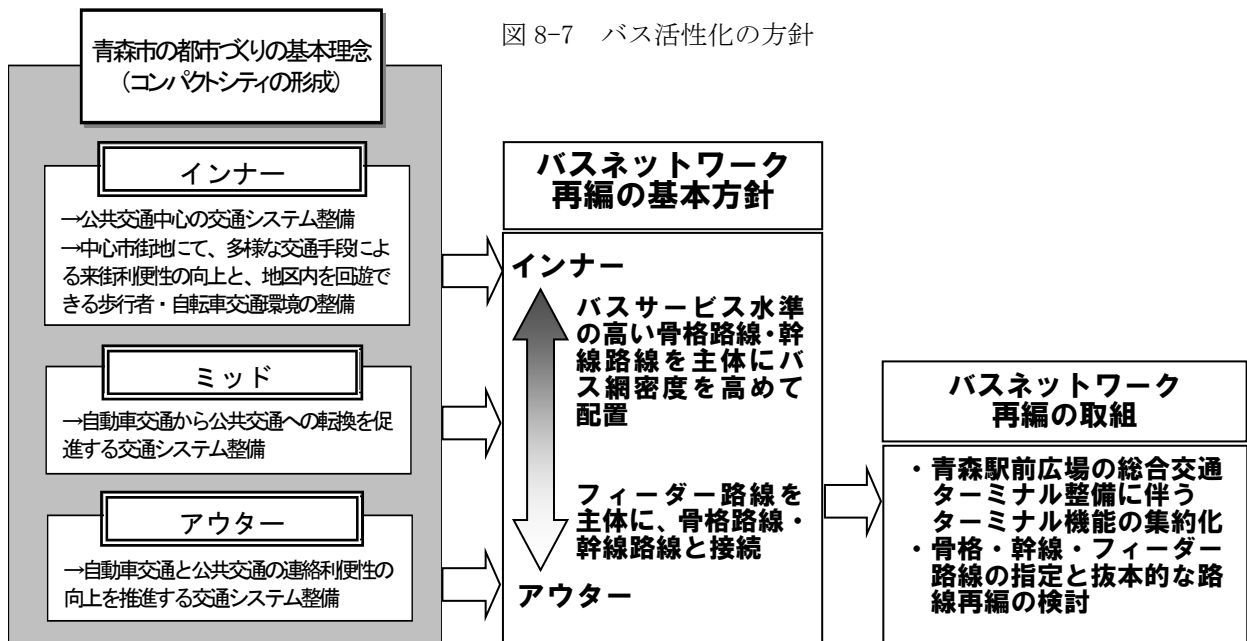 図 8-7　バス活性化の方針
青森市の都市づくりの基本理念
（コンパクトシティの形成）
インナー
→公共交通中心の交通システム整備
→中心市街地にて、多様な交通手段によ
る来街利便性の向上と、地区内を回遊で
きる歩行者・自転車交通環境の整備
ミッド
→自動車交通から公共交通への転換を促
進する交通システム整備
アウター
→自動車交通と公共交通の連絡利便性の
向上を推進する交通システム整備
バスネットワーク
再編の基本方針
インナー
バスサービス水準
の高い骨格路線・幹
線路線を主体にバ
ス網密度を高めて
配置
フィーダー路線を
主体に、骨格路線・
幹線路線と接続
アウター
バスネットワーク
再編の取組
・青森駅前広場の総合交通
ターミナル整備に伴う
ターミナル機能の集約化
・骨格・幹線・フィーダー
路線の指定と抜本的な路
線再編の検討